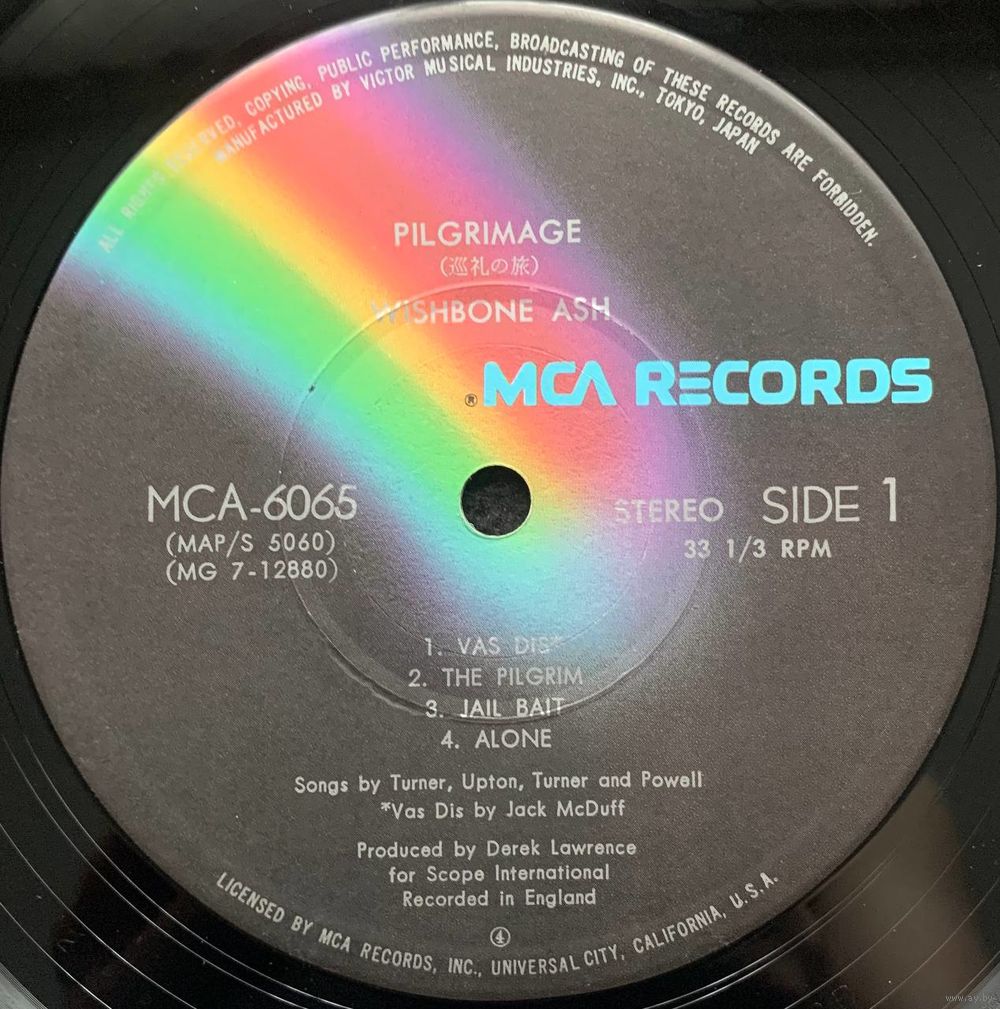 ALL RIGHTS RESERVED. COPYING, PUBLIC PERFORMANCE, BROADCASTING OF THESE RECORDS ARE FORBIDDEN.
MANUFACTURED BY VICTOR MUSICAL INDUSTRIES, INC., TOKYO, JAPAN
PILGRIMAGE
(巡礼の旅)
WISHBONE ASH
® MCA RECORDS
MCA-6065
(MAP/S 5060)
(MG 7-12880)
STEREO SIDE 1
33 1/3 RPM
1. VAS DIS*
2. THE PILGRIM
3. JAIL BAIT
4. ALONE
Songs by Turner, Upton, Turner and Powell
*Vas Dis by Jack McDuff
Produced by Derek Lawrence
for Scope International
Recorded in England
④
LICENSED BY MCA RECORDS, INC., UNIVERSAL CITY, CALIFORNIA, U.S.A.
www.ay.by